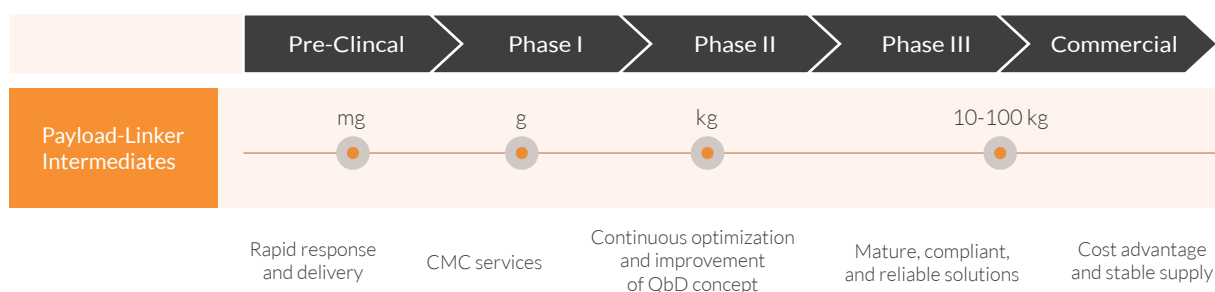 Pre-Clincal
Phase I
Phase II
Phase III
Commercial
Payload-Linker
Intermediates
mg
g
kg
10-100 kg
Rapid response
and delivery
CMC services
Continuous optimization
and improvement
of QbD concept
Mature, compliant,
and reliable solutions
Cost advantage
and stable supply